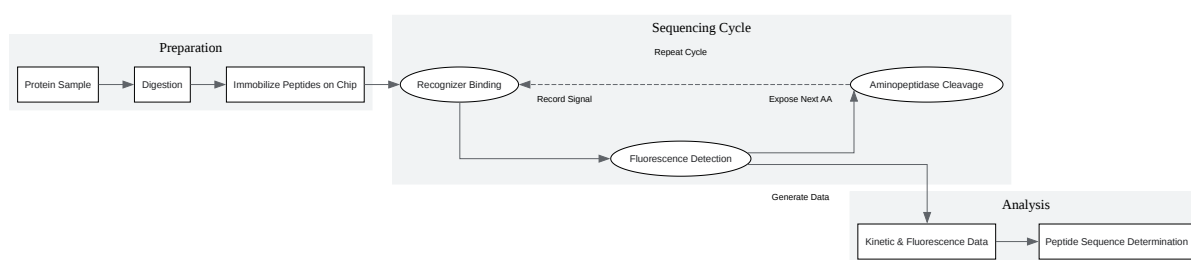 Preparation
Protein Sample
Digestion
Immobilize Peptides on Chip
Sequencing Cycle
Repeat Cycle
Recognizer Binding
Aminopeptidase Cleavage
Record Signal
Expose Next AA
Fluorescence Detection
Generate Data
Analysis
Kinetic & Fluorescence Data
Peptide Sequence Determination